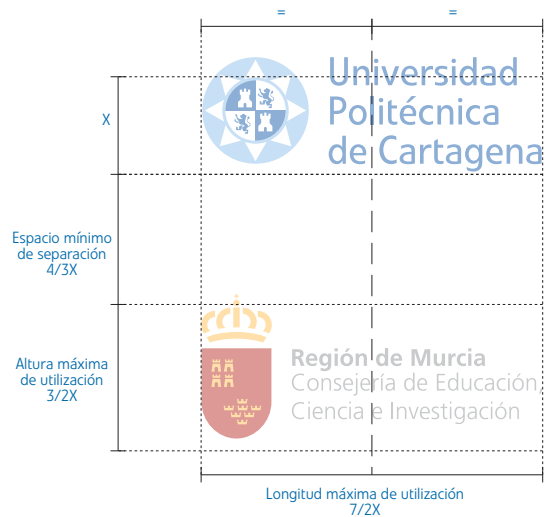 = =
Universidad
Politécnica
de Cartagena
X
Espacio mínimo
de separación
4/3X
Altura máxima
de utilización
3/2X
Región de Murcia
Consejería de Educación,
Ciencia e Investigación
Longitud máxima de utilización
7/2X